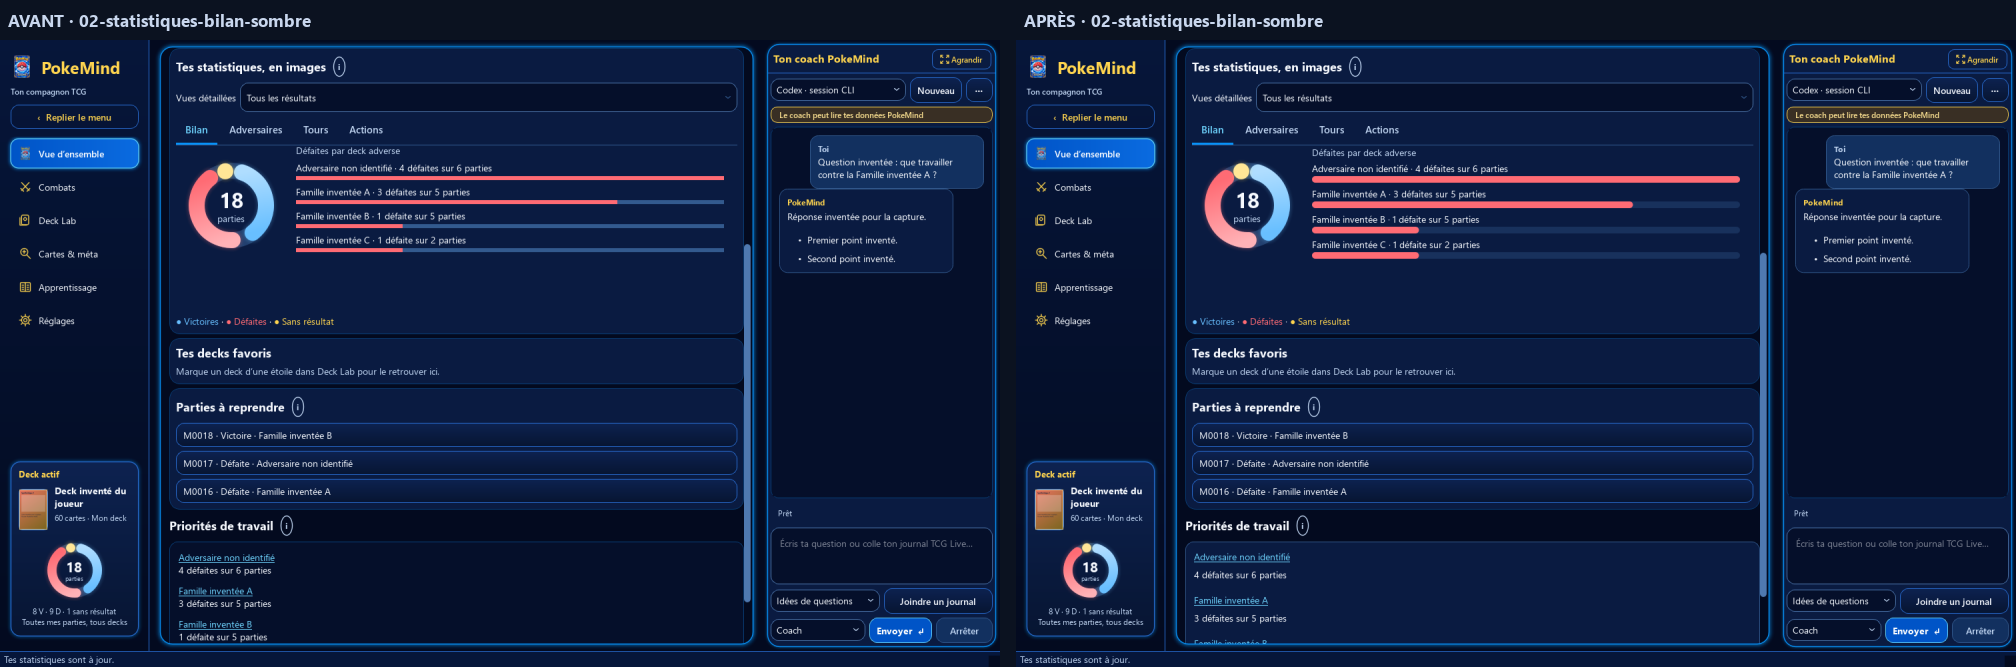 AVANT · 02-statistiques-bilan-sombre
PokeMind
Ton compagnon TCG
‹ Replier le menu
Vue d'ensemble
Combats
Deck Lab
Cartes & méta
Apprentissage
Réglages
Deck actif
Deck inventé du
joueur
60 cartes · Mon deck
18
parties
8 V · 9 D · 1 sans résultat
Toutes mes parties, tous decks
Tes statistiques, en images i
Vues détaillées Tous les résultats
Bilan Adversaires Tours Actions
18
parties
Défaites par deck adverse
Adversaire non identifié · 4 défaites sur 6 parties
Famille inventée A · 3 défaites sur 5 parties
Famille inventée B · 1 défaite sur 5 parties
Famille inventée C · 1 défaite sur 2 parties
● Victoires · ● Défaites · ● Sans résultat
Tes decks favoris
Marque un deck d'une étoile dans Deck Lab pour le retrouver ici.
Parties à reprendre i
M0018 · Victoire · Famille inventée B
M0017 · Défaite · Adversaire non identifié
M0016 · Défaite · Famille inventée A
Priorités de travail i
Adversaire non identifié
4 défaites sur 6 parties
Famille inventée A
3 défaites sur 5 parties
Famille inventée B
1 défaite sur 5 parties
Ton coach PokeMind Agrandir
Codex · session CLI Nouveau ...
Le coach peut lire tes données PokeMind
Toi
Question inventée : que travailler
contre la Famille inventée A ?
PokeMind
Réponse inventée pour la capture.
• Premier point inventé.
• Second point inventé.
Prêt
Écris ta question ou colle ton journal TCG Live...
Idées de questions Joindre un journal
Coach Envoyer ↲ Arrêter
Tes statistiques sont à jour.
APRÈS · 02-statistiques-bilan-sombre
PokeMind
Ton compagnon TCG
‹ Replier le menu
Vue d'ensemble
Combats
Deck Lab
Cartes & méta
Apprentissage
Réglages
Deck actif
Deck inventé du
joueur
60 cartes · Mon deck
18
parties
8 V · 9 D · 1 sans résultat
Toutes mes parties, tous decks
Tes statistiques, en images i
Vues détaillées Tous les résultats
Bilan Adversaires Tours Actions
18
parties
Défaites par deck adverse
Adversaire non identifié · 4 défaites sur 6 parties
Famille inventée A · 3 défaites sur 5 parties
Famille inventée B · 1 défaite sur 5 parties
Famille inventée C · 1 défaite sur 2 parties
● Victoires · ● Défaites · ● Sans résultat
Tes decks favoris
Marque un deck d'une étoile dans Deck Lab pour le retrouver ici.
Parties à reprendre i
M0018 · Victoire · Famille inventée B
M0017 · Défaite · Adversaire non identifié
M0016 · Défaite · Famille inventée A
Priorités de travail i
Adversaire non identifié
4 défaites sur 6 parties
Famille inventée A
3 défaites sur 5 parties
Famille inventée B
Ton coach PokeMind Agrandir
Codex · session CLI Nouveau ...
Le coach peut lire tes données PokeMind
Toi
Question inventée : que travailler
contre la Famille inventée A ?
PokeMind
Réponse inventée pour la capture.
• Premier point inventé.
• Second point inventé.
Prêt
Écris ta question ou colle ton journal TCG Live...
Idées de questions Joindre un journal
Coach Envoyer ↲ Arrêter
Tes statistiques sont à jour.